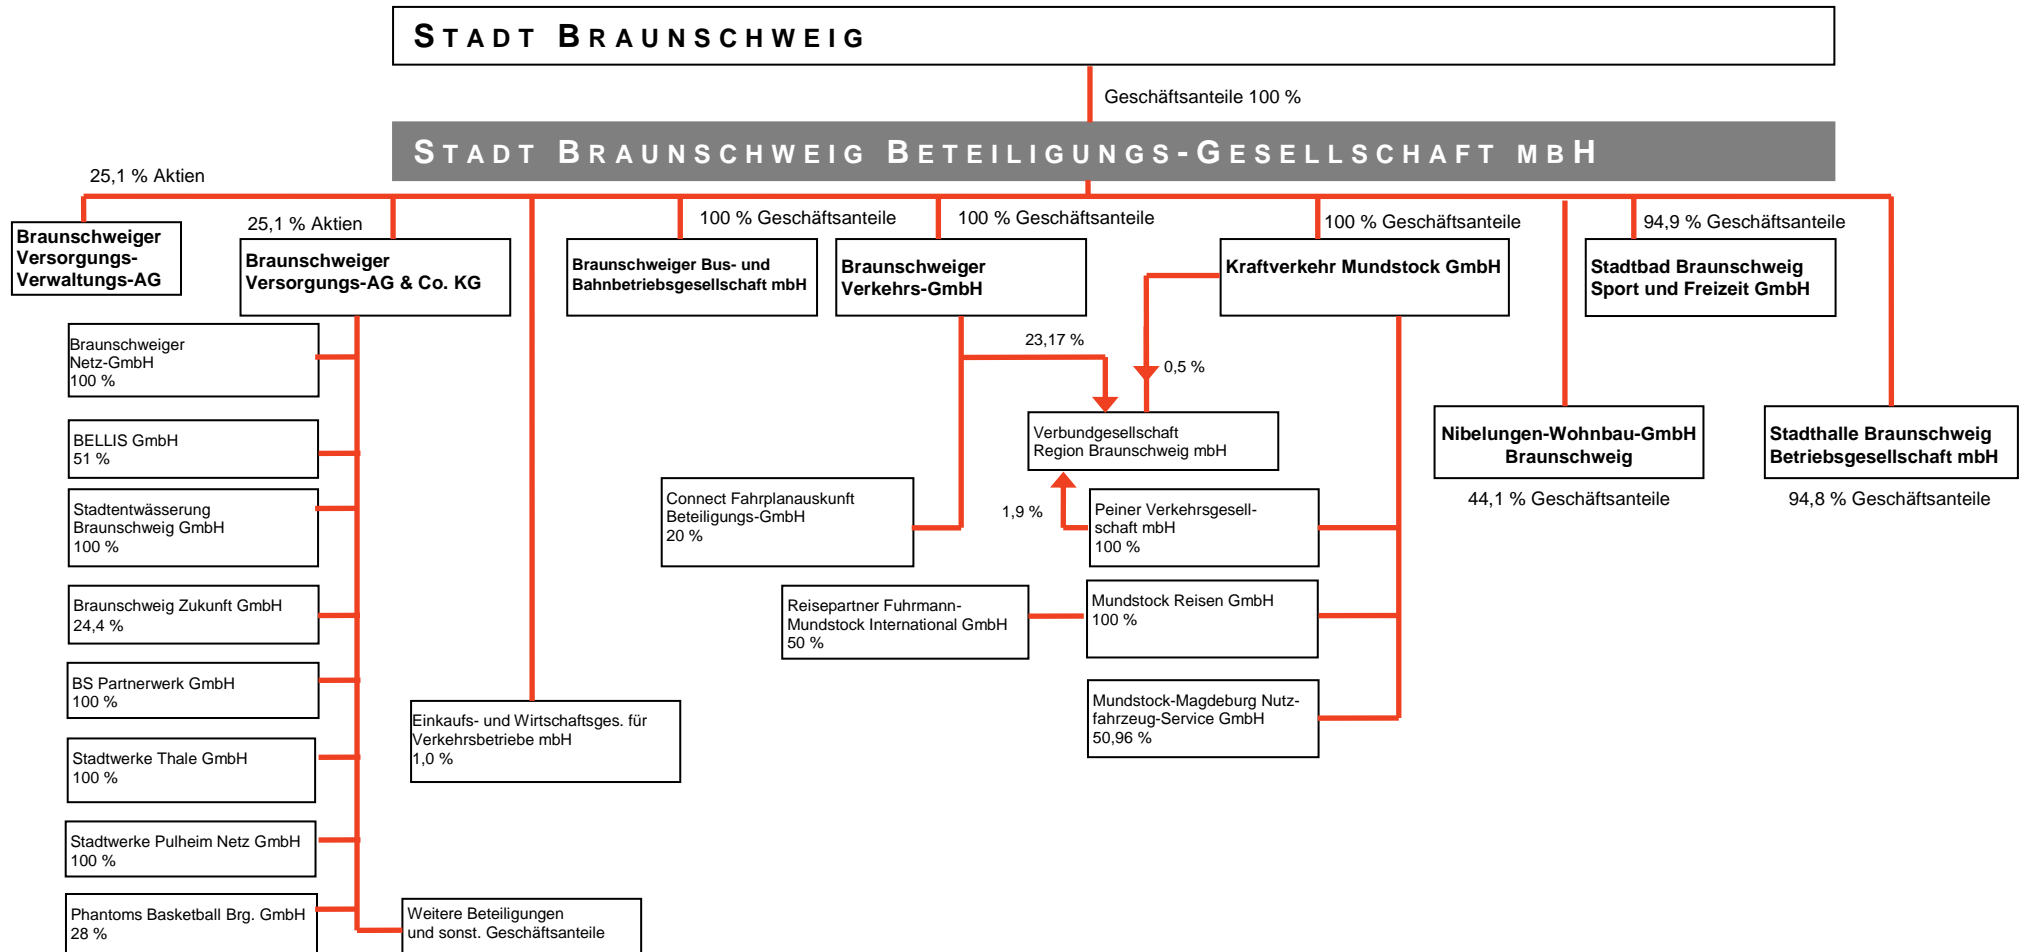 STADT BRAUNSCHWEIG
Geschäftsanteile 100 %
STADT BRAUNSCHWEIG BETEILIGUNGS-GESELLSCHAFT MBH
25,1 % Aktien
Braunschweiger
Versorgungs-
Verwaltungs-AG
25,1 % Aktien
Braunschweiger
Versorgungs-AG & Co. KG
100 % Geschäftsanteile
Braunschweiger Bus- und
Bahnbetriebsgesellschaft mbH
100 % Geschäftsanteile
Braunschweiger
Verkehrs-GmbH
100 % Geschäftsanteile
Kraftverkehr Mundstock GmbH
94,9 % Geschäftsanteile
Stadtbad Braunschweig
Sport und Freizeit GmbH
Braunschweiger
Netz-GmbH
100 %
BELLIS GmbH
51 %
Stadtentwässerung
Braunschweig GmbH
100 %
Braunschweig Zukunft GmbH
24,4 %
BS Partnerwerk GmbH
100 %
Stadtwerke Thale GmbH
100 %
Stadtwerke Pulheim Netz GmbH
100 %
Phantoms Basketball Brg. GmbH
28 %
Weitere Beteiligungen
und sonst. Geschäftsanteile
Einkaufs- und Wirtschaftsges. für
Verkehrsbetriebe mbH
1,0 %
23,17 %
0,5 %
Verbundgesellschaft
Region Braunschweig mbH
Connect Fahrplanauskunft
Beteiligungs-GmbH
20 %
1,9 %
Peiner Verkehrsgesell-
schaft mbH
100 %
Reisepartner Fuhrmann-
Mundstock International GmbH
50 %
Mundstock Reisen GmbH
100 %
Mundstock-Magdeburg Nutz-
fahrzeug-Service GmbH
50,96 %
Nibelungen-Wohnbau-GmbH
Braunschweig
44,1 % Geschäftsanteile
Stadthalle Braunschweig
Betriebsgesellschaft mbH
94,8 % Geschäftsanteile